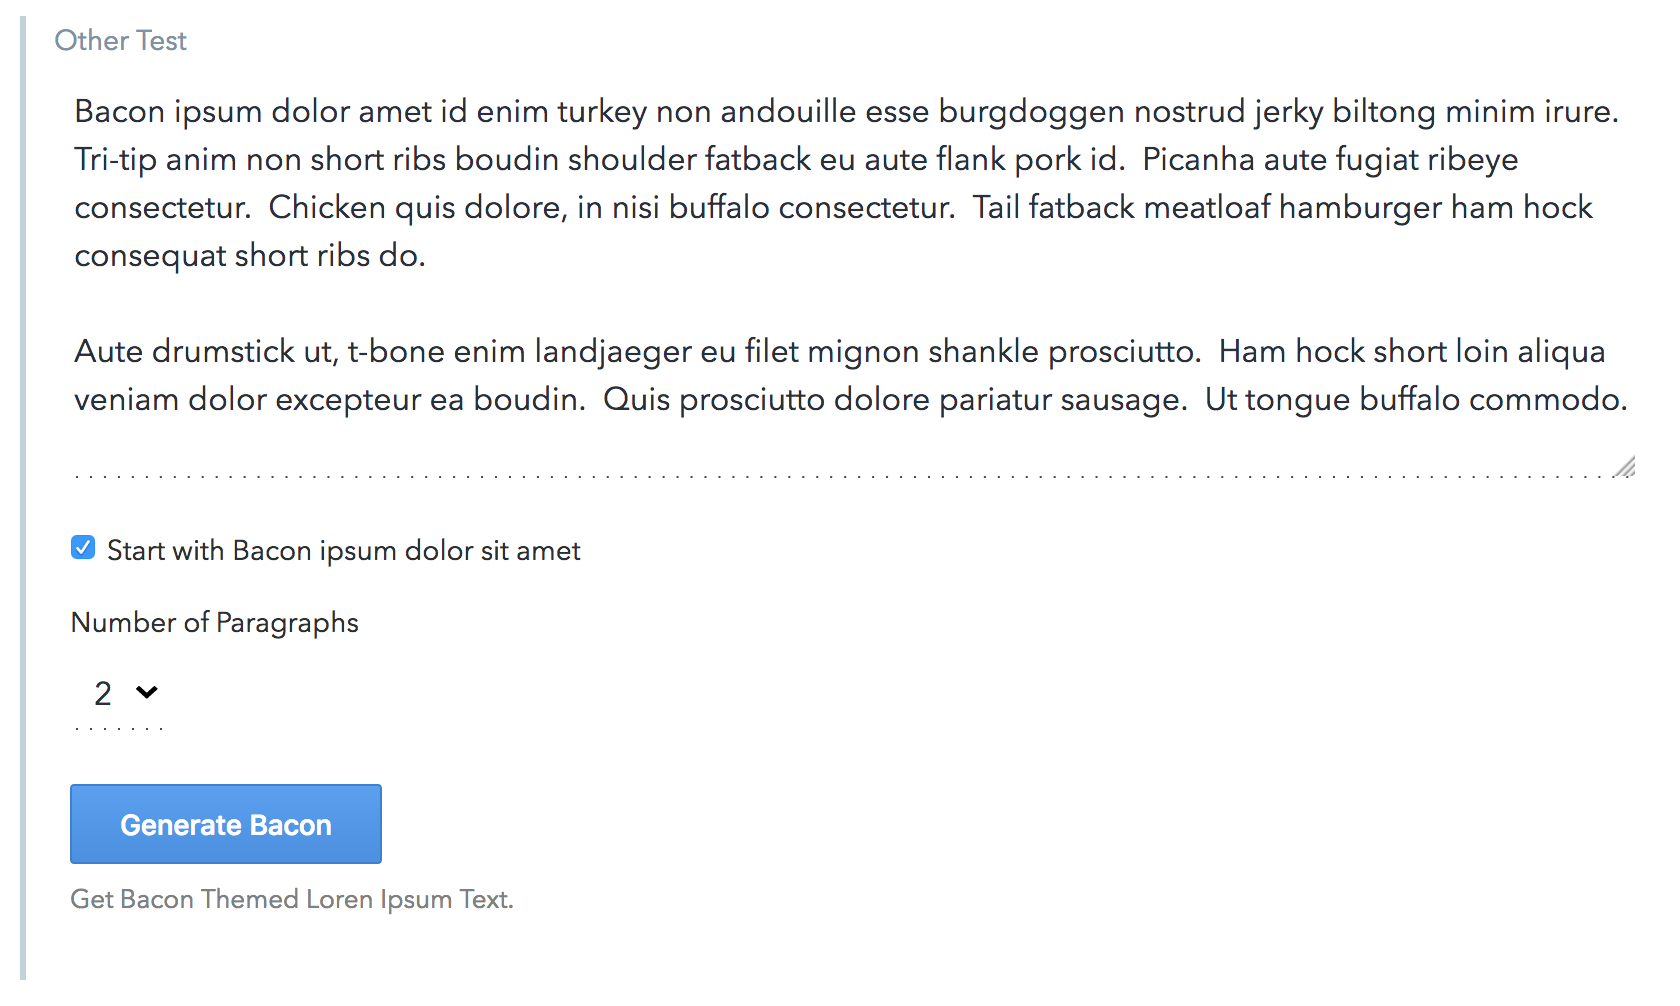 Other Test
Bacon ipsum dolor amet id enim turkey non andouille esse burgdoggen nostrud jerky biltong minim irure.
Tri-tip anim non short ribs boudin shoulder fatback eu aute flank pork id.  Picanha aute fugiat ribeye
consectetur.  Chicken quis dolore, in nisi buffalo consectetur.  Tail fatback meatloaf hamburger ham hock
consequat short ribs do.
Aute drumstick ut, t-bone enim landjaeger eu filet mignon shankle prosciutto.  Ham hock short loin aliqua
veniam dolor excepteur ea boudin.  Quis prosciutto dolore pariatur sausage.  Ut tongue buffalo commodo.
Start with Bacon ipsum dolor sit amet
Number of Paragraphs
2
Generate Bacon
Get Bacon Themed Loren Ipsum Text.